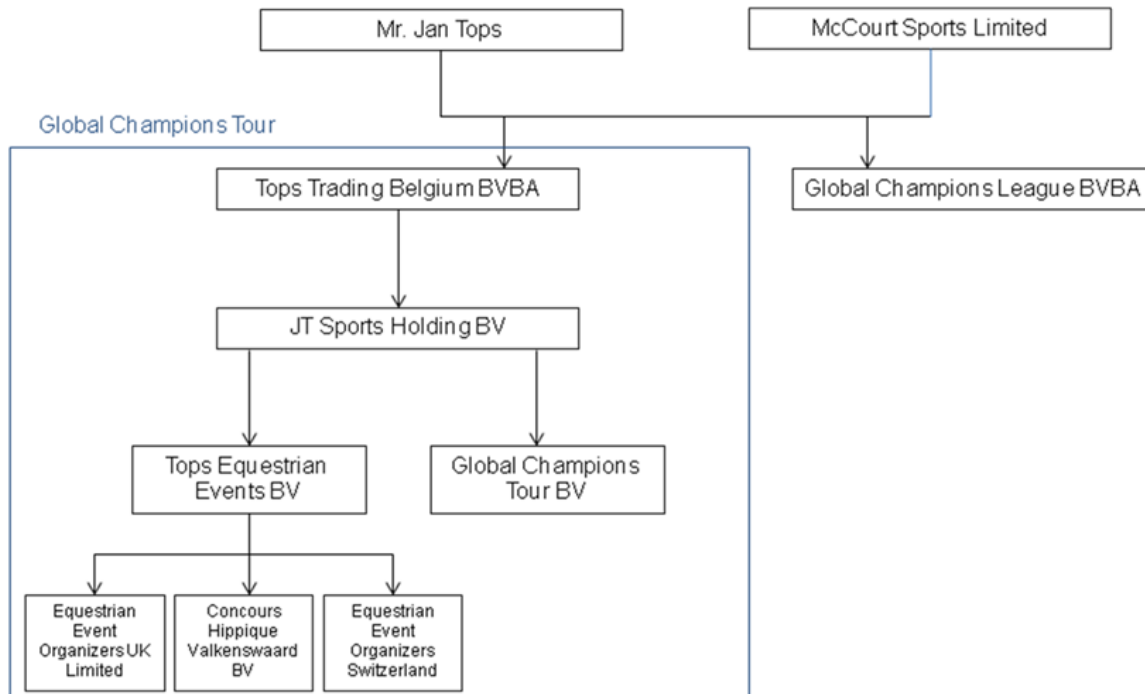 Mr. Jan Tops
McCourt Sports Limited
Global Champions Tour
Tops Trading Belgium BVBA
Global Champions League BVBA
JT Sports Holding BV
Tops Equestrian
Events BV
Global Champions
Tour BV
Equestrian
Event
Organizers UK
Limited
Concours
Hippique
Valkenswaard
BV
Equestrian
Event
Organizers
Switzerland